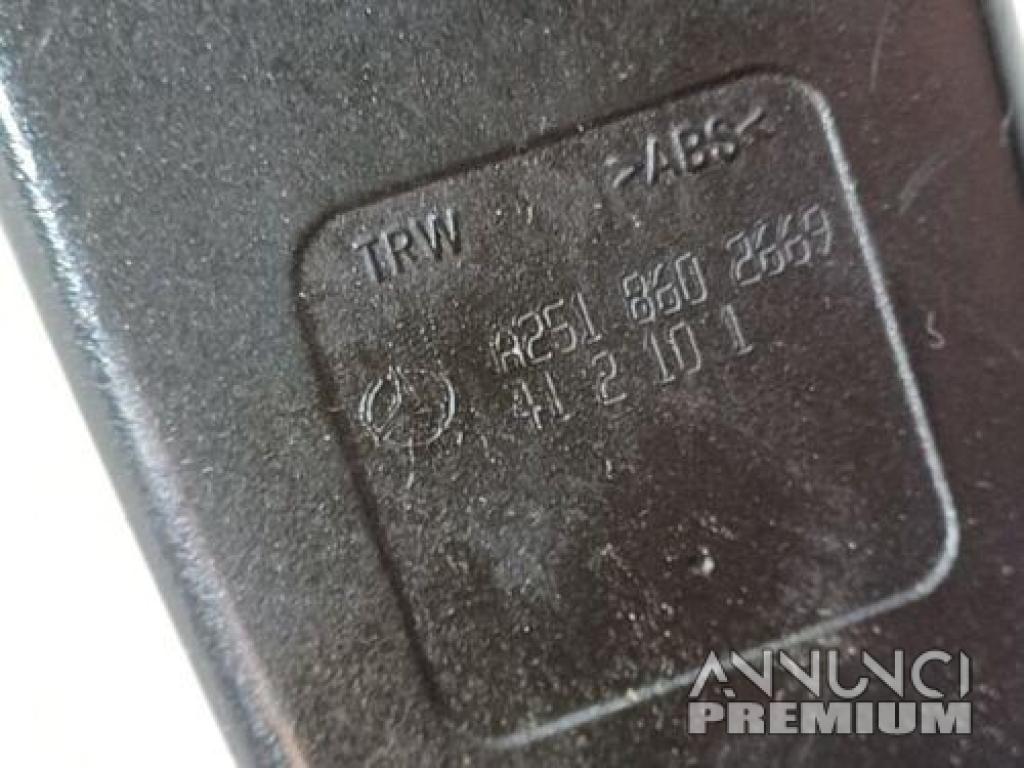 TRW >ABS<
A251 860 2669
41 2 10 1
ANNUNCI
PREMIUM